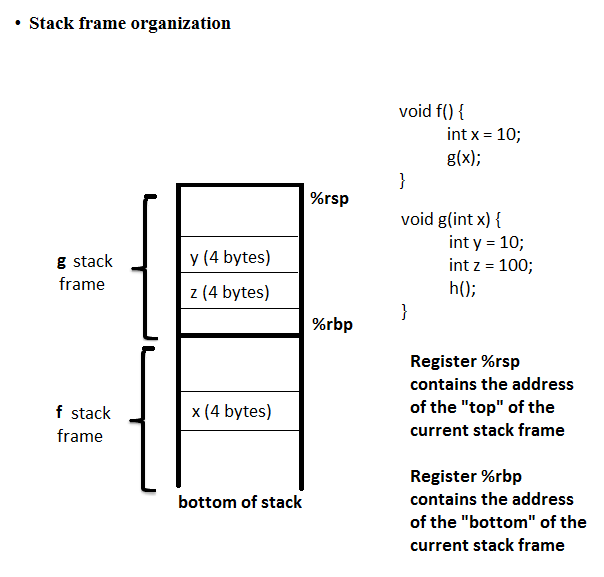 • Stack frame organization
void f() {
int x = 10;
g(x);
}
void g(int x) {
int y = 10;
int z = 100;
h();
}
%rsp
y (4 bytes)
g stack
frame
z (4 bytes)
%rbp
f stack
frame
x (4 bytes)
bottom of stack
Register %rsp
contains the address
of the "top" of the
current stack frame
Register %rbp
contains the address
of the "bottom" of the
current stack frame